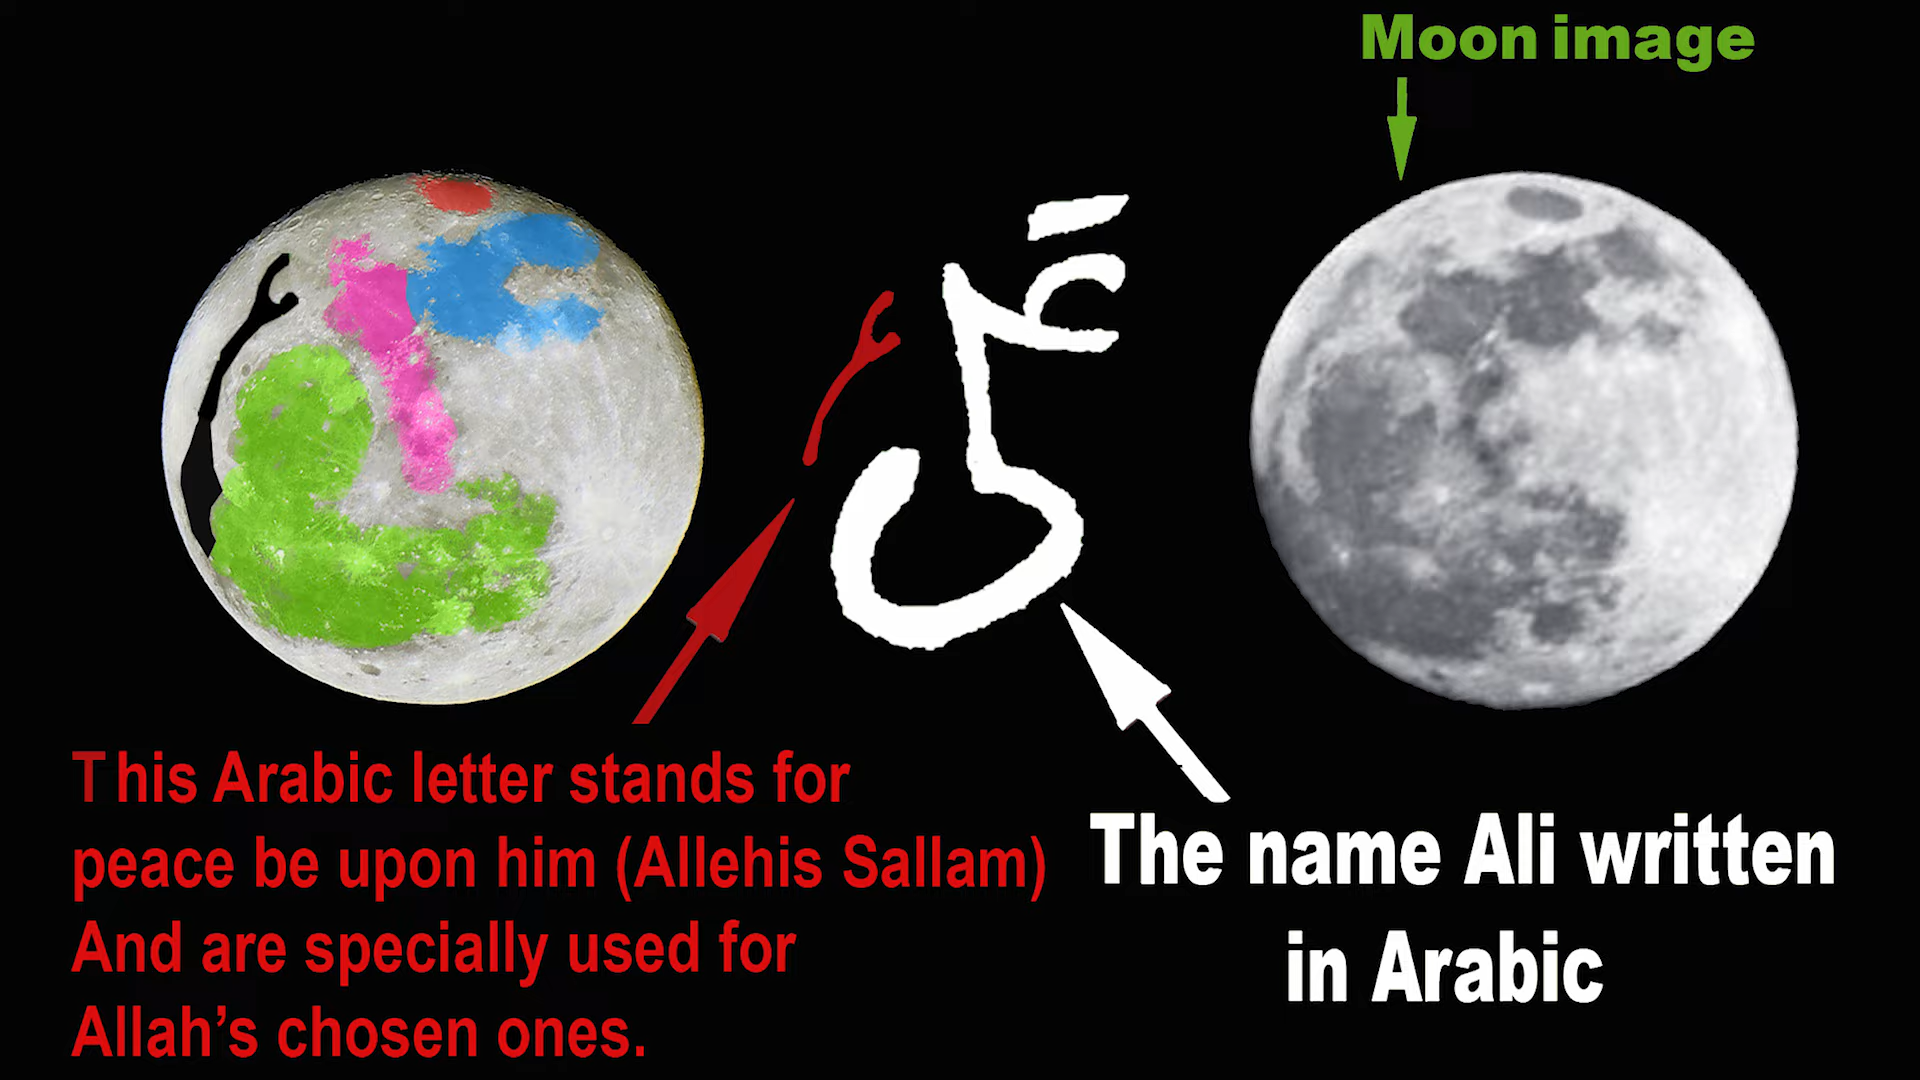 Moon image
عَلیؑ
This Arabic letter stands for
peace be upon him (Allehis Sallam)
And are specially used for
Allah’s chosen ones.
The name Ali written
in Arabic